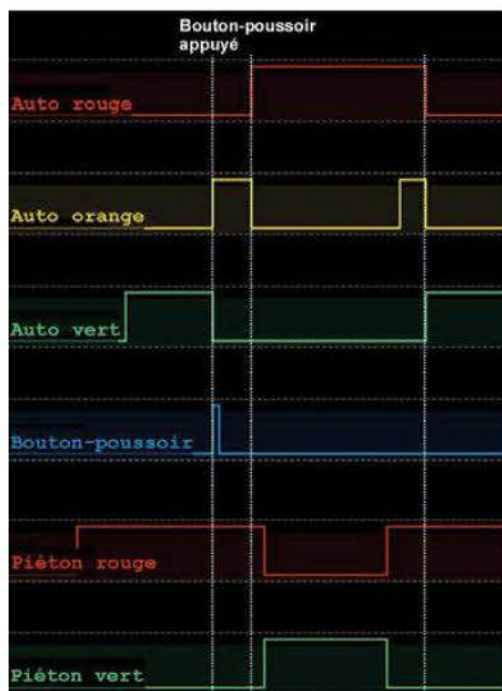 Bouton-poussoir
appuyé
Auto rouge
Auto orange
Auto vert
Bouton-poussoir
Piéton rouge
Piéton vert